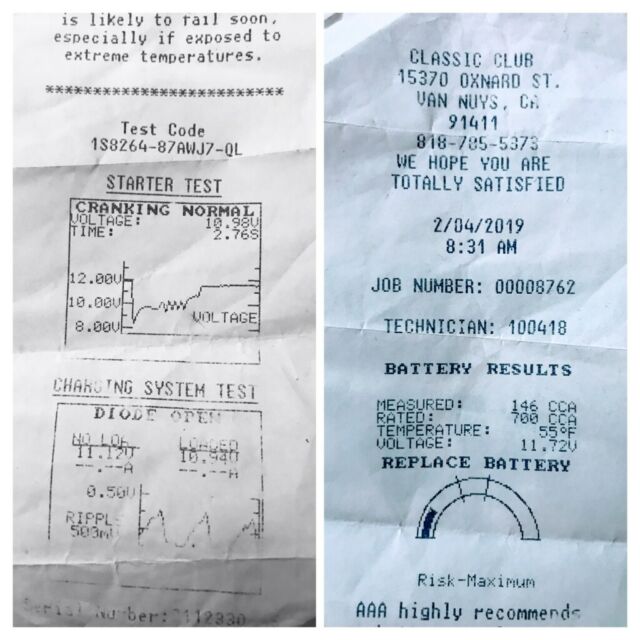 is likely to fail soon,
especially if exposed to
extreme temperatures.
************************
Test Code
1S8264-87AWJ7-QL
STARTER TEST
CRANKING NORMAL
VOLTAGE: 10.98V
TIME: 2.76S
12.00V
10.00V
8.00V
VOLTAGE
CHARGING SYSTEM TEST
DIODE OPEN
NO LOA LOADED
11.12V 10.94V
--.--A --.--A
0.50V
RIPPL
500mV
Serial Number:
CLASSIC CLUB
15370 OXNARD ST.
VAN NUYS, CA
91411
818-785-5373
WE HOPE YOU ARE
TOTALLY SATISFIED
2/04/2019
8:31 AM
JOB NUMBER: 00008762
TECHNICIAN: 100418
BATTERY RESULTS
MEASURED: 146 CCA
RATED: 700 CCA
TEMPERATURE: 55°F
VOLTAGE: 11.72V
REPLACE BATTERY
Risk-Maximum
AAA highly recommends